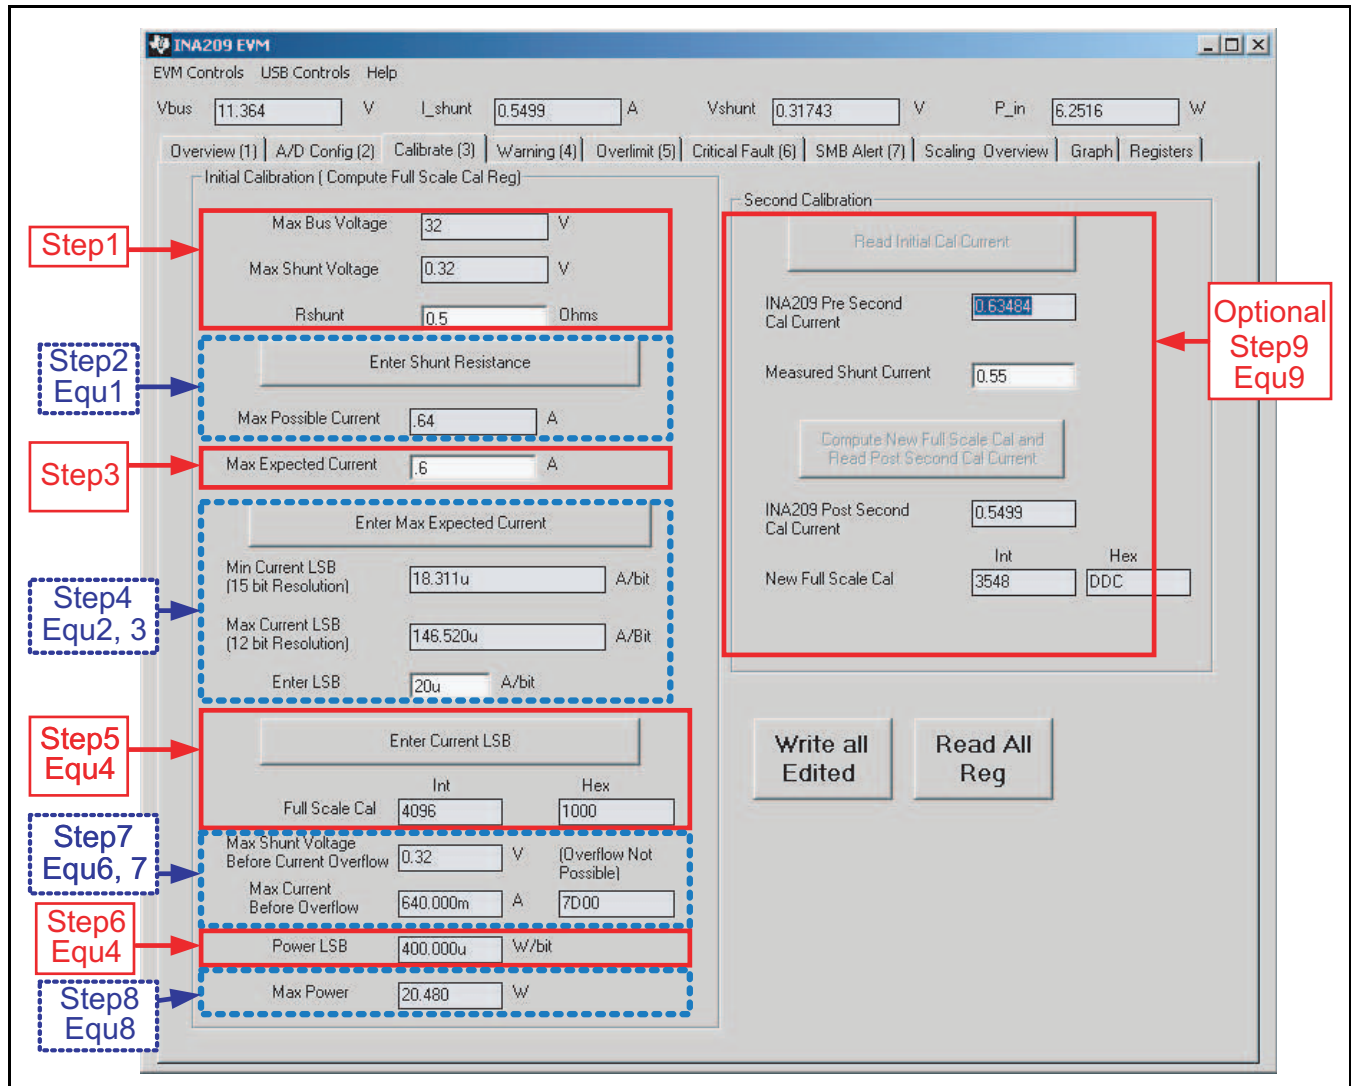 INA209 EVM
EVM Controls USB Controls Help
Vbus 11.364 V I_shunt 0.5499 A Vshunt 0.31743 V P_in 6.2516 W
Overview (1) A/D Config (2) Calibrate (3) Warning (4) Overlimit (5) Critical Fault (6) SMB Alert (7) Scaling Overview Graph Registers
Initial Calibration ( Compute Full Scale Cal Reg)
Step1
Max Bus Voltage 32 V
Max Shunt Voltage 0.32 V
Rshunt 0.5 Ohms
Step2
Equ1
Enter Shunt Resistance
Max Possible Current .64 A
Step3
Max Expected Current .6 A
Enter Max Expected Current
Step4
Equ2, 3
Min Current LSB
(15 bit Resolution) 18.311u A/bit
Max Current LSB
(12 bit Resolution) 146.520u A/Bit
Enter LSB 20u A/bit
Step5
Equ4
Enter Current LSB
Int Hex
Full Scale Cal 4096 1000
Step7
Equ6, 7
Max Shunt Voltage
Before Current Overflow 0.32 V (Overflow Not
Possible)
Max Current
Before Overflow 640.000m A 7D00
Step6
Equ4
Power LSB 400.000u W/bit
Step8
Equ8
Max Power 20.480 W
Second Calibration
Read Initial Cal Current
INA209 Pre Second
Cal Current 0.63484
Measured Shunt Current 0.55
Compute New Full Scale Cal and
Read Post Second Cal Current
INA209 Post Second
Cal Current 0.5499
Int Hex
New Full Scale Cal 3548 DDC
Optional
Step9
Equ9
Write all
Edited
Read All
Reg